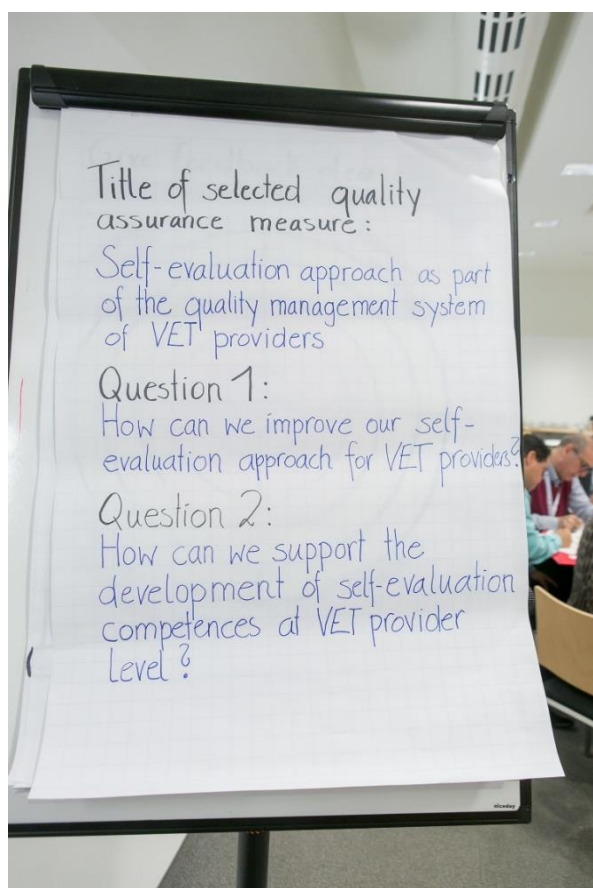 Title of selected quality
assurance measure:
Self-evaluation approach as part
of the quality management system
of VET providers
Question 1:
How can we improve our self-
evaluation approach for VET providers?
Question 2:
How can we support the
development of self-evaluation
competences at VET provider
level?
niceday